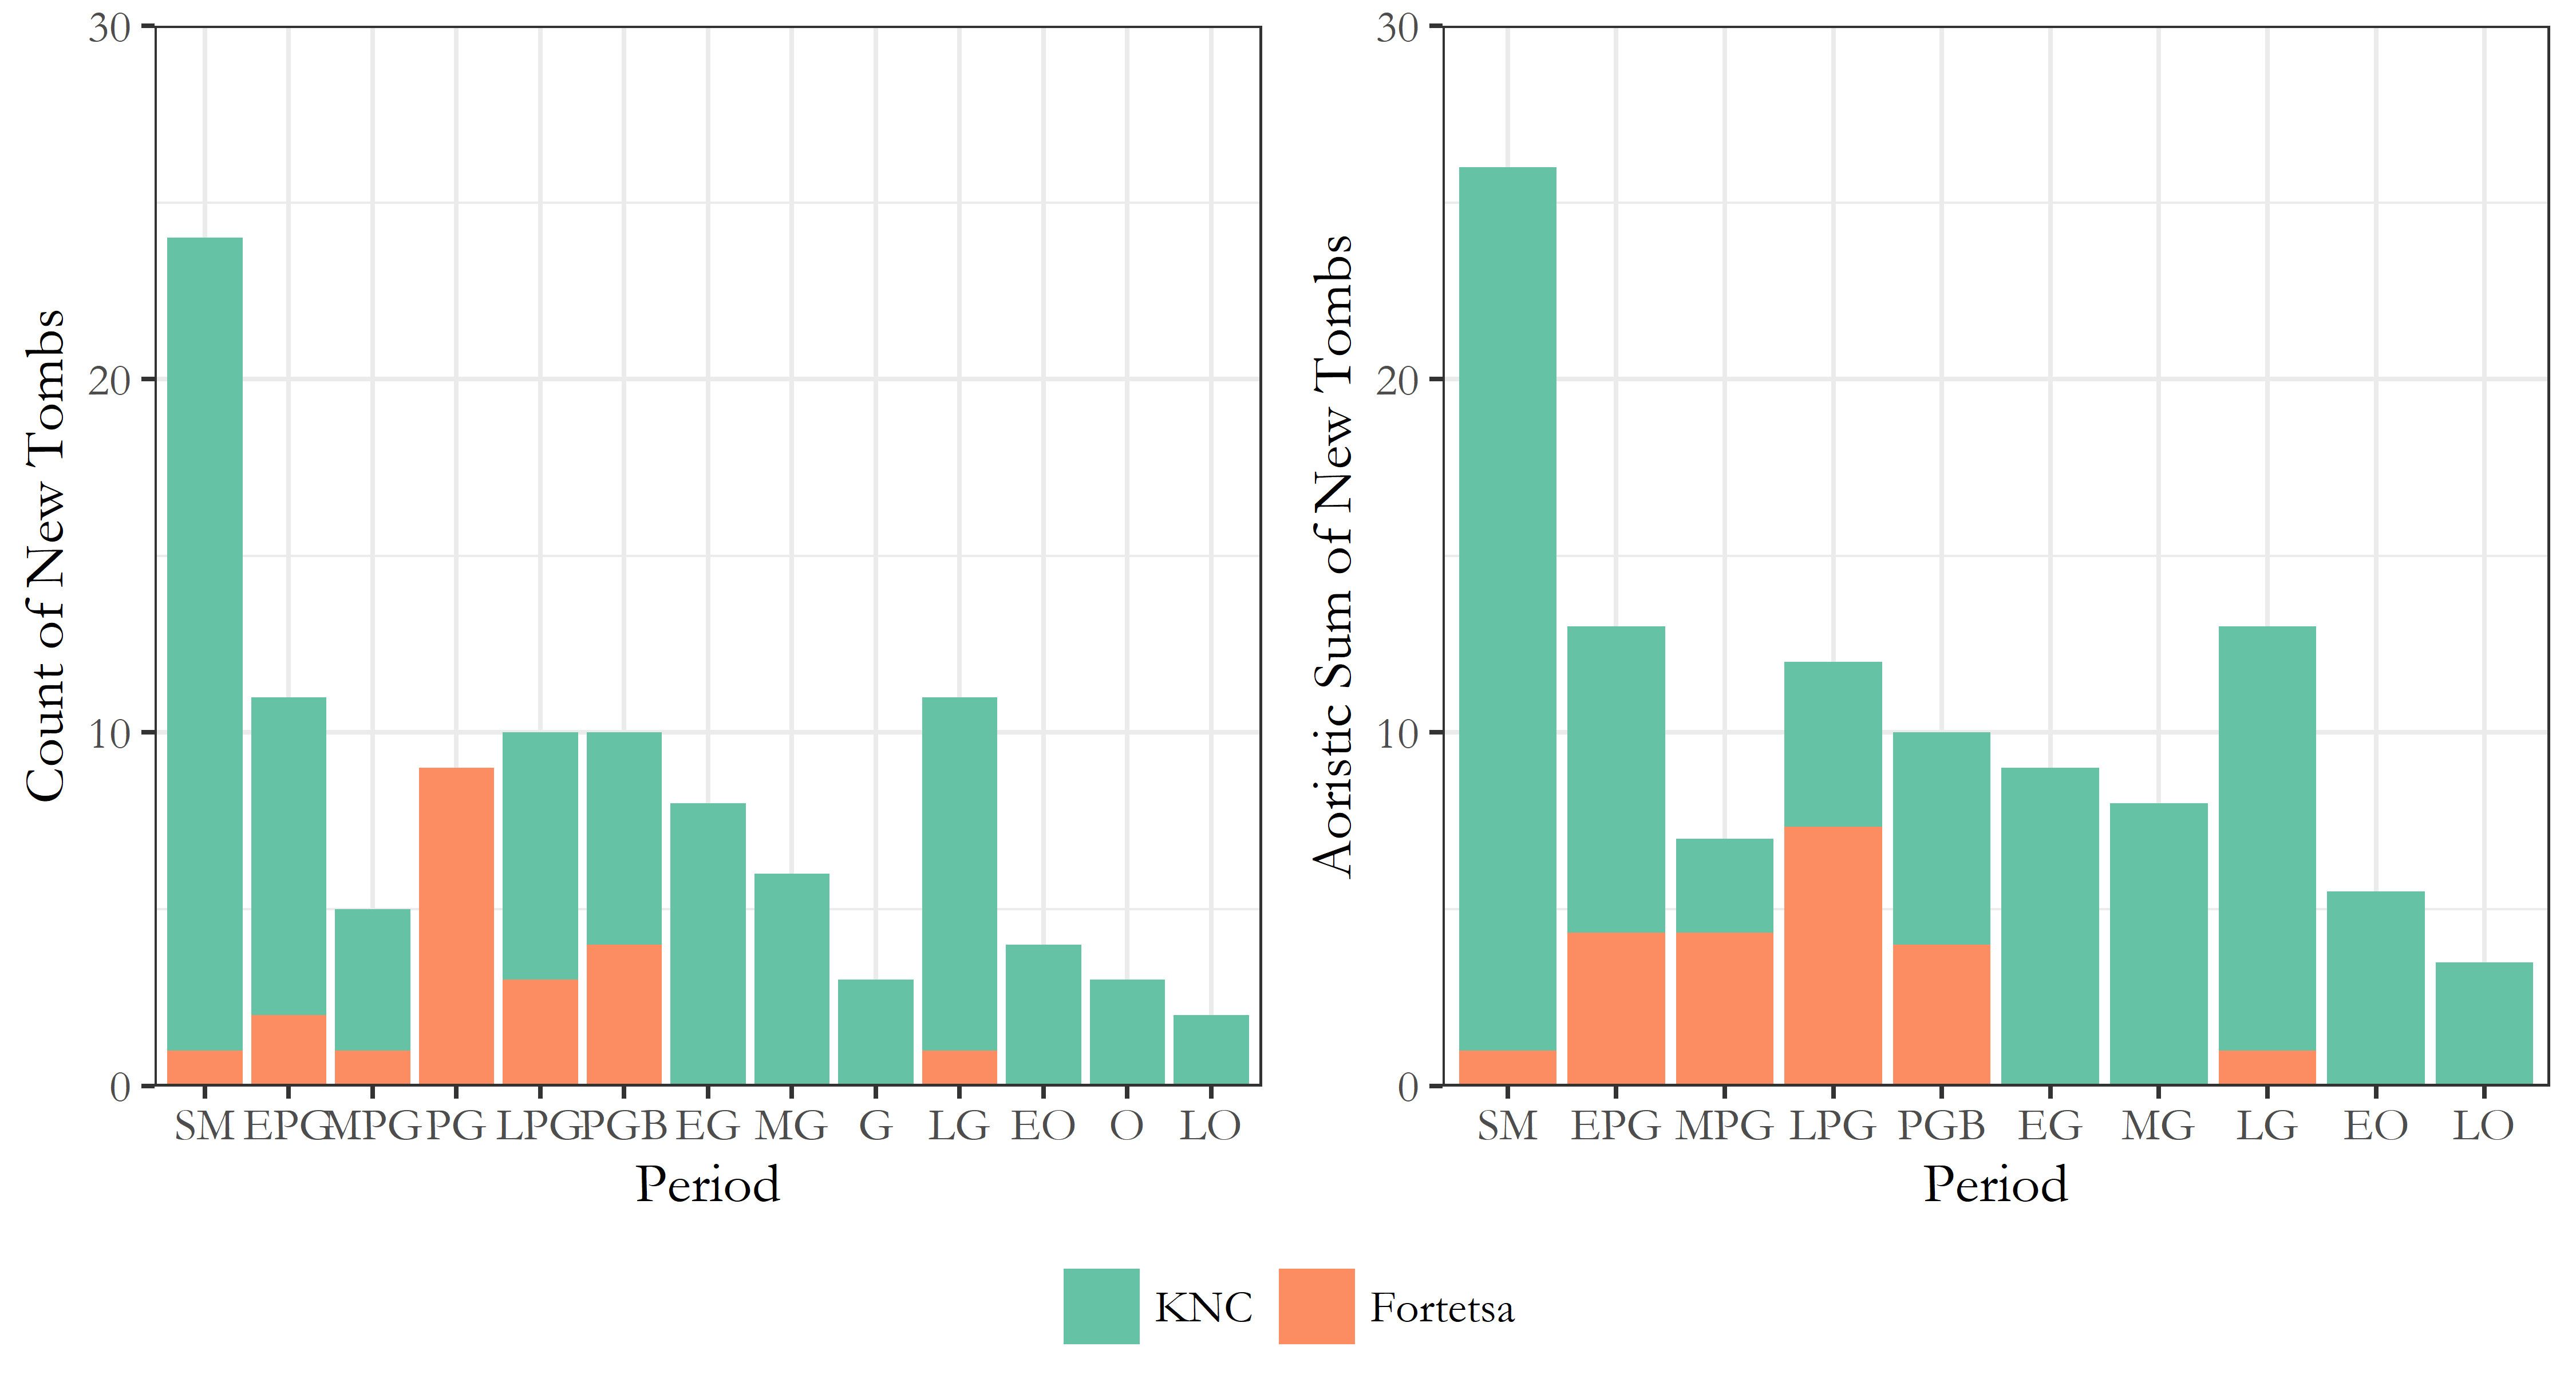 Count of New Tombs
30
20
10
0
SM EPG MPG PG LPG PGB EG MG G LG EO O LO
Period
Aoristic Sum of New Tombs
30
20
10
0
SM EPG MPG LPG PGB EG MG LG EO LO
Period
KNC Fortetsa